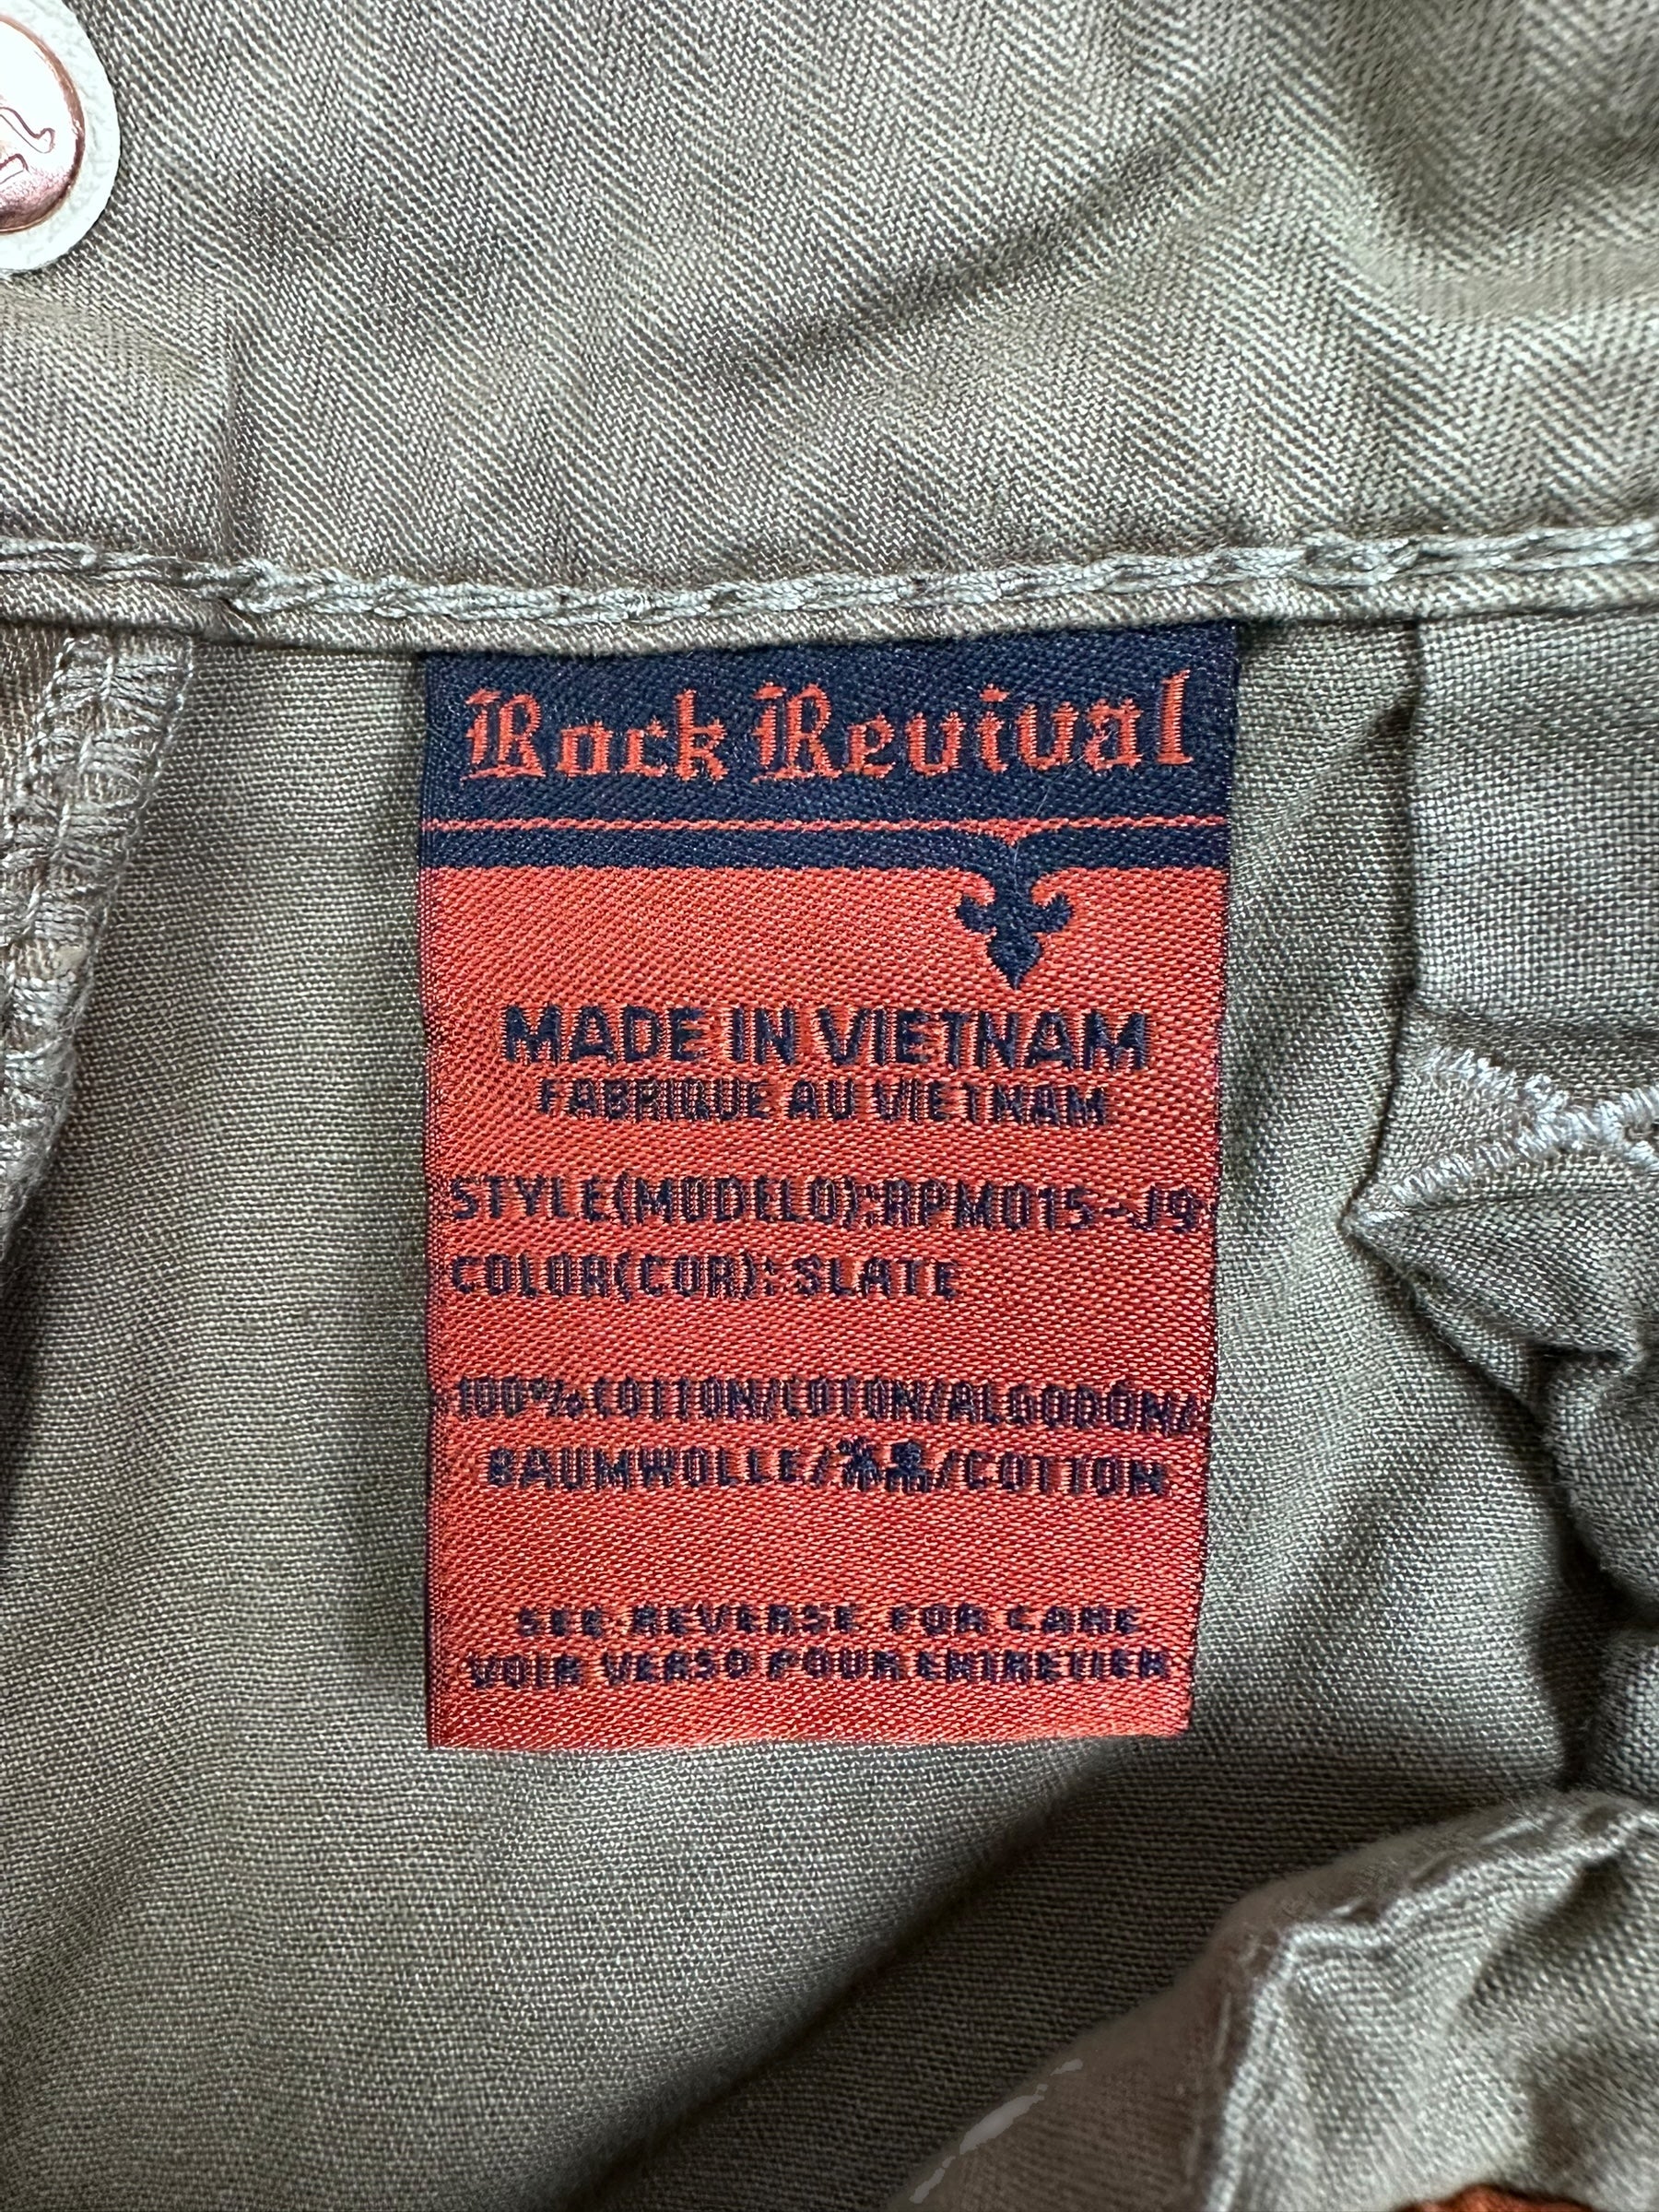 Rock Revival
MADE IN VIETNAM
FABRIQUE AU VIETNAM
STYLE(MODELO):RPM015-J9
COLOR(COR): SLATE
100% COTTON/COTON/ALGODÓN/
BAUMWOLLE/木棉/COTTON
SEE REVERSE FOR CARE
VOIR VERSO POUR ENTRETIEN